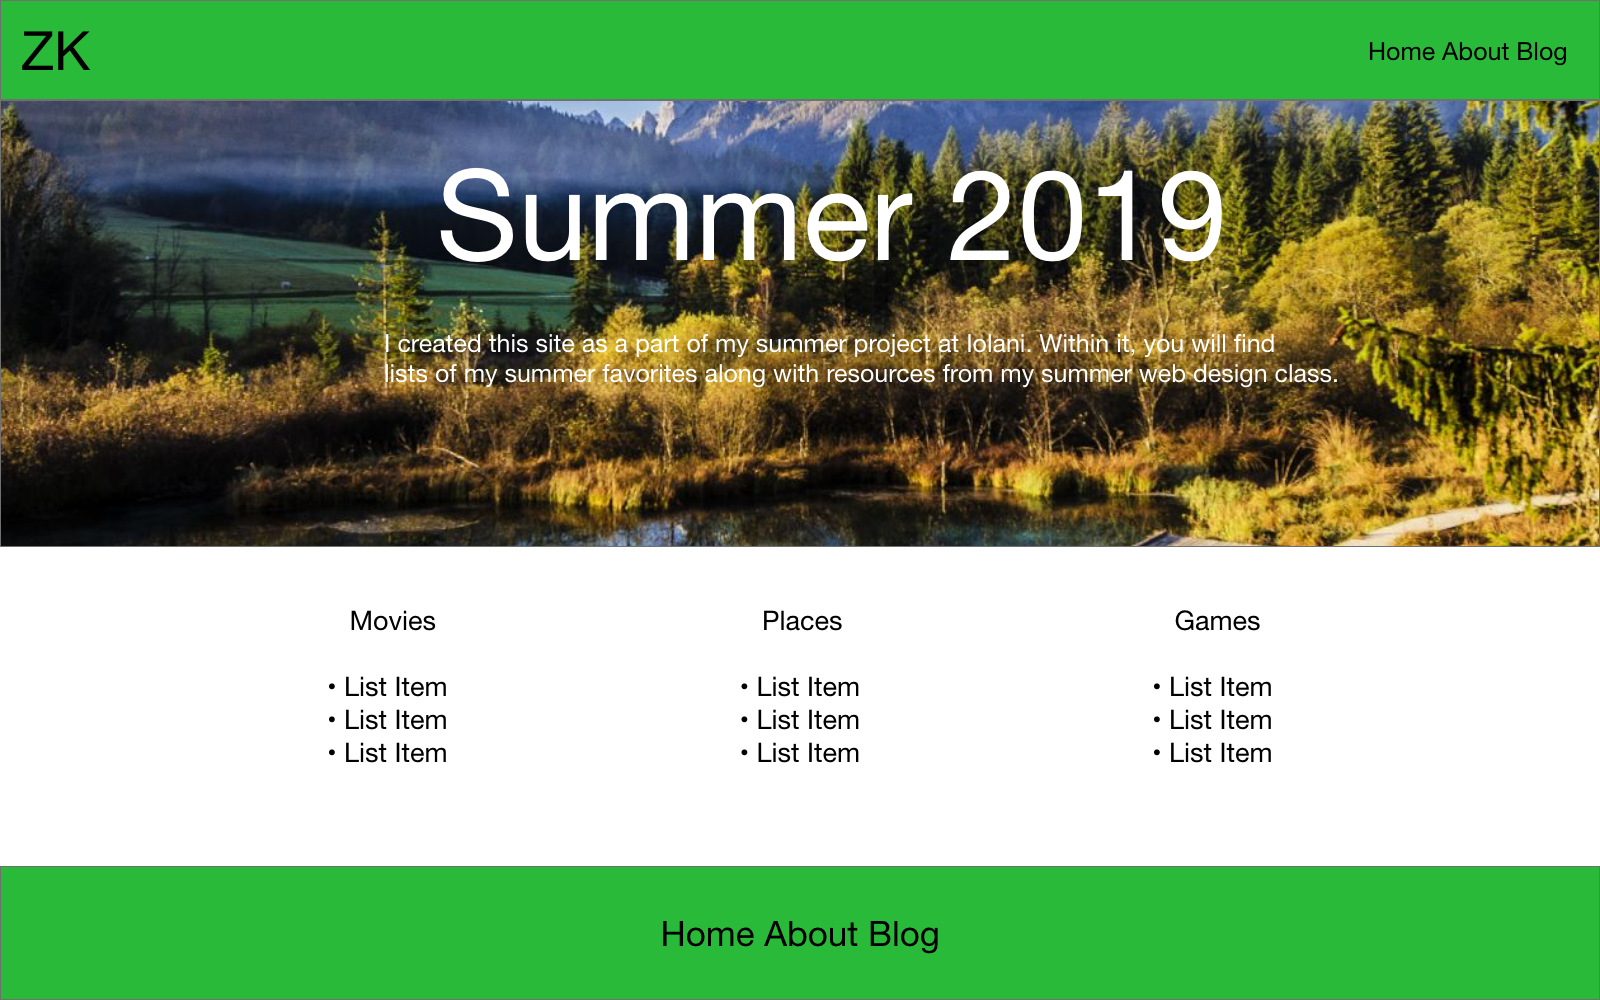 ZK
Home About Blog
Summer 2019
I created this site as a part of my summer project at Iolani. Within it, you will find
lists of my summer favorites along with resources from my summer web design class.
Movies
Places
Games
• List Item
• List Item
• List Item
• List Item
• List Item
• List Item
• List Item
• List Item
• List Item
Home About Blog